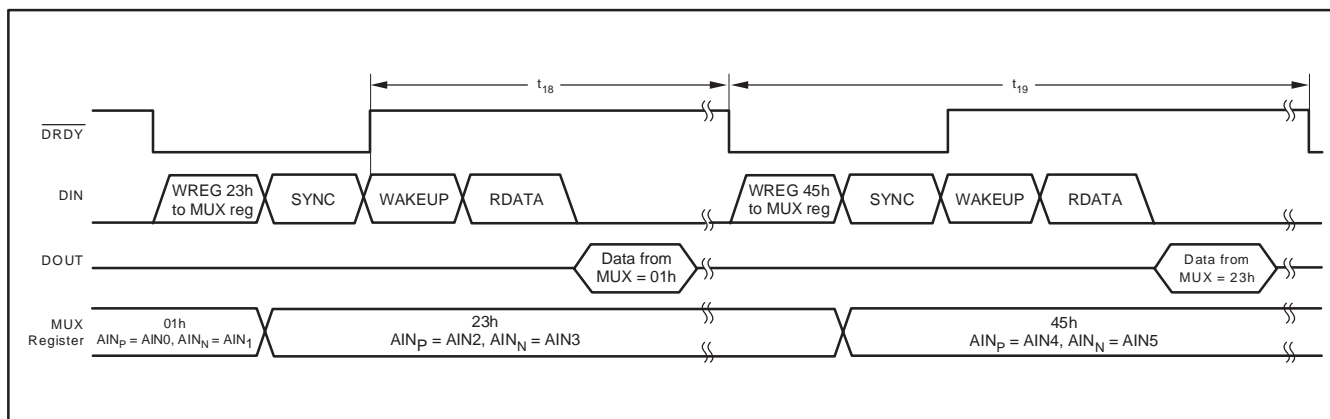 t18
t19
DRDY
DIN
WREG 23h
to MUX reg
SYNC
WAKEUP
RDATA
WREG 45h
to MUX reg
SYNC
WAKEUP
RDATA
DOUT
Data from
MUX = 01h
Data from
MUX = 23h
MUX
Register
01h
AINP = AIN0, AINN = AIN1
23h
AINP = AIN2, AINN = AIN3
45h
AINP = AIN4, AINN = AIN5